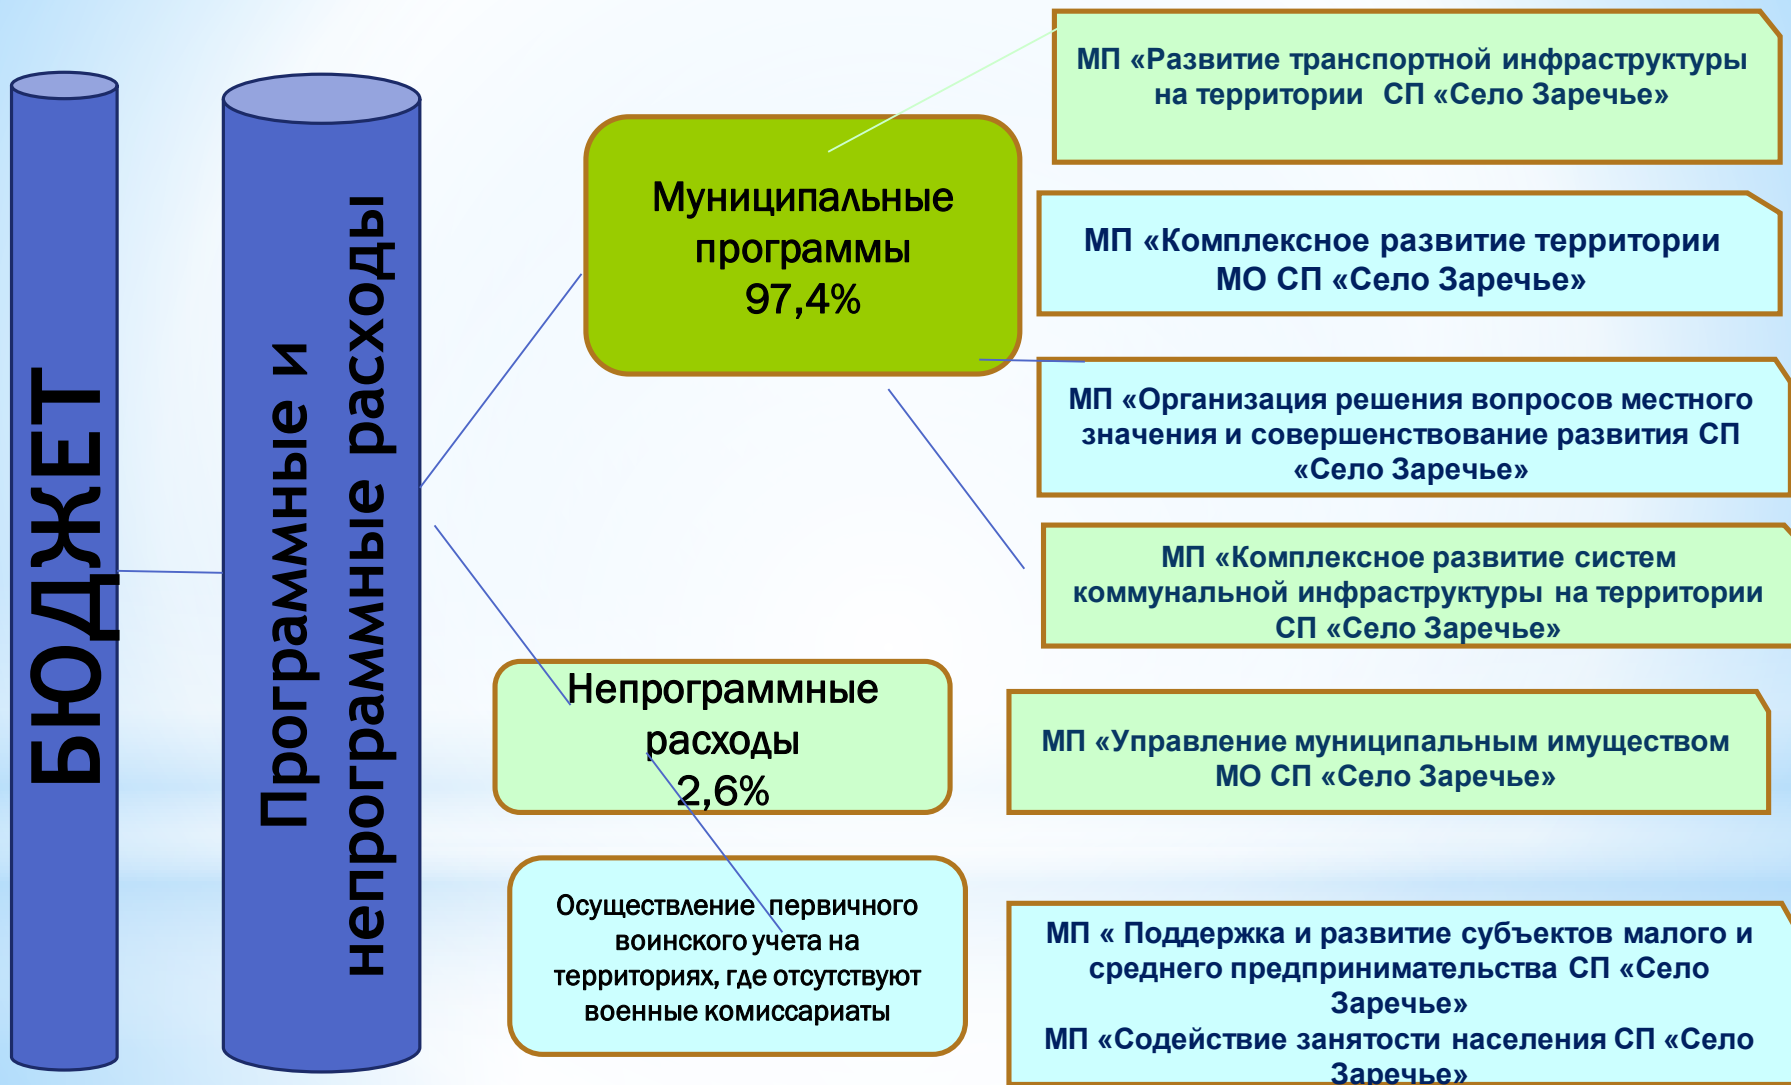 БЮДЖЕТ
Программные и
непрограммные расходы
Муниципальные
программы
97,4%
Непрограммные
расходы
2,6%
Осуществление первичного
воинского учета на
территориях, где отсутствуют
военные комиссариаты
МП «Развитие транспортной инфраструктуры
на территории СП «Село Заречье»
МП «Комплексное развитие территории
МО СП «Село Заречье»
МП «Организация решения вопросов местного
значения и совершенствование развития СП
«Село Заречье»
МП «Комплексное развитие систем
коммунальной инфраструктуры на территории
СП «Село Заречье»
МП «Управление муниципальным имуществом
МО СП «Село Заречье»
МП « Поддержка и развитие субъектов малого и
среднего предпринимательства СП «Село
Заречье»
МП «Содействие занятости населения СП «Село
Заречье»